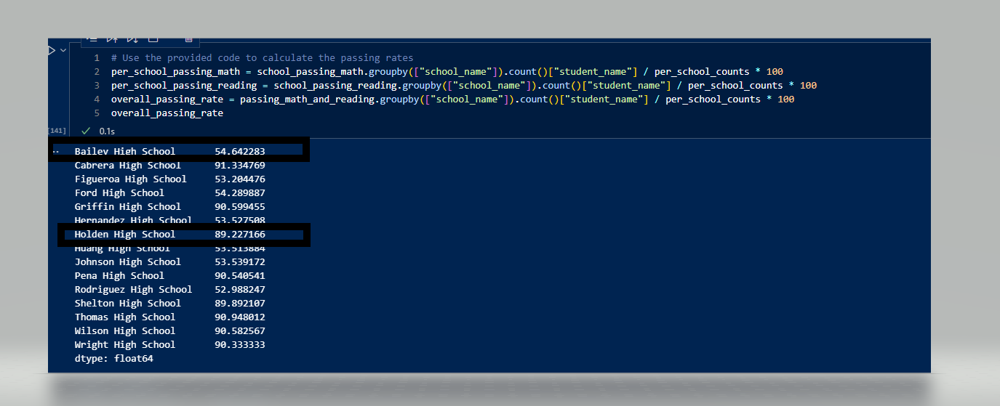 1 # Use the provided code to calculate the passing rates
2 per_school_passing_math = school_passing_math.groupby(["school_name"]).count()["student_name"] / per_school_counts * 100
3 per_school_passing_reading = school_passing_reading.groupby(["school_name"]).count()["student_name"] / per_school_counts * 100
4 overall_passing_rate = passing_math_and_reading.groupby(["school_name"]).count()["student_name"] / per_school_counts * 100
5 overall_passing_rate
[141] ✓ 0.1s
Bailey High School 54.642283
Cabrera High School 91.334769
Figueroa High School 53.204476
Ford High School 54.289887
Griffin High School 90.599455
Hernandez High School 53.527508
Holden High School 89.227166
Huang High School 53.513884
Johnson High School 53.539172
Pena High School 90.540541
Rodriguez High School 52.988247
Shelton High School 89.892107
Thomas High School 90.948012
Wilson High School 90.582567
Wright High School 90.333333
dtype: float64